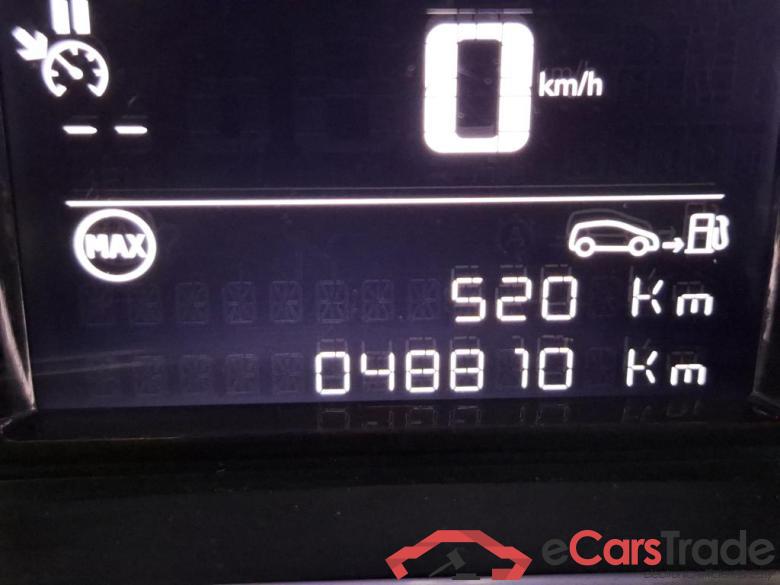 0 km/h
-- --
MAX
520 Km
048810 Km
eCarsTrade